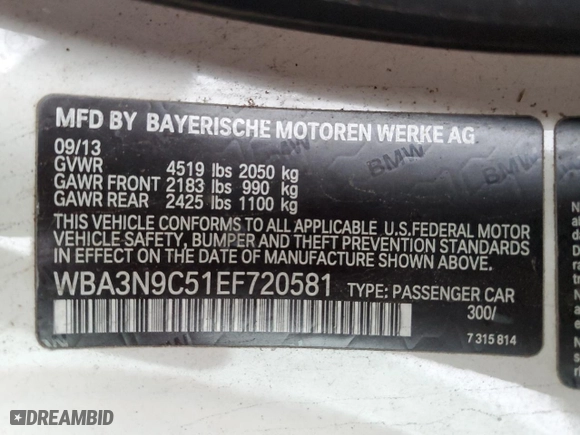 MFD BY BAYERISCHE MOTOREN WERKE AG
09/13
GVWR 4519 lbs 2050 kg
GAWR FRONT 2183 lbs 990 kg
GAWR REAR 2425 lbs 1100 kg
THIS VEHICLE CONFORMS TO ALL APPLICABLE U.S.FEDERAL MOTOR
VEHICLE SAFETY, BUMPER AND THEFT PREVENTION STANDARDS
IN EFFECT ON THE DATE OF MANUFACTURE SHOWN ABOVE.
WBA3N9C51EF720581 TYPE: PASSENGER CAR
300/
7 315 814
BMW
DREAMBID